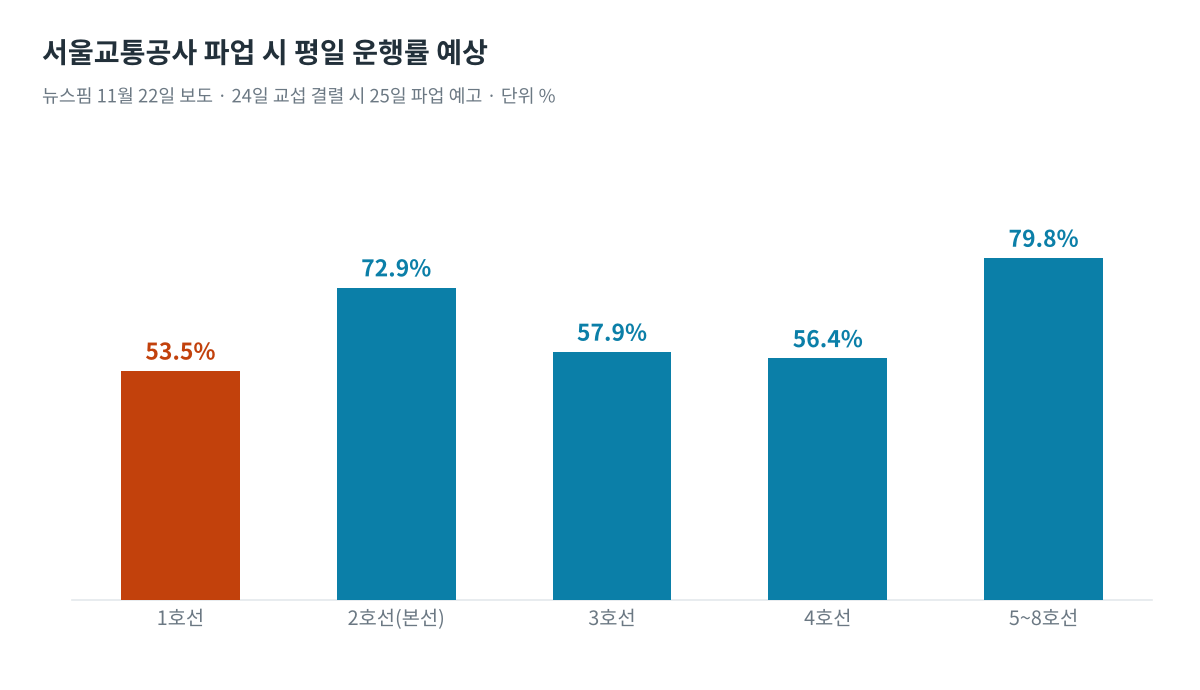 서울교통공사 파업 시 평일 운행률 예상
뉴스핌 11월 22일 보도 · 24일 교섭 결렬 시 25일 파업 예고 · 단위 %
79.8%
72.9%
57.9%
56.4%
53.5%
1호선 2호선(본선) 3호선 4호선 5~8호선